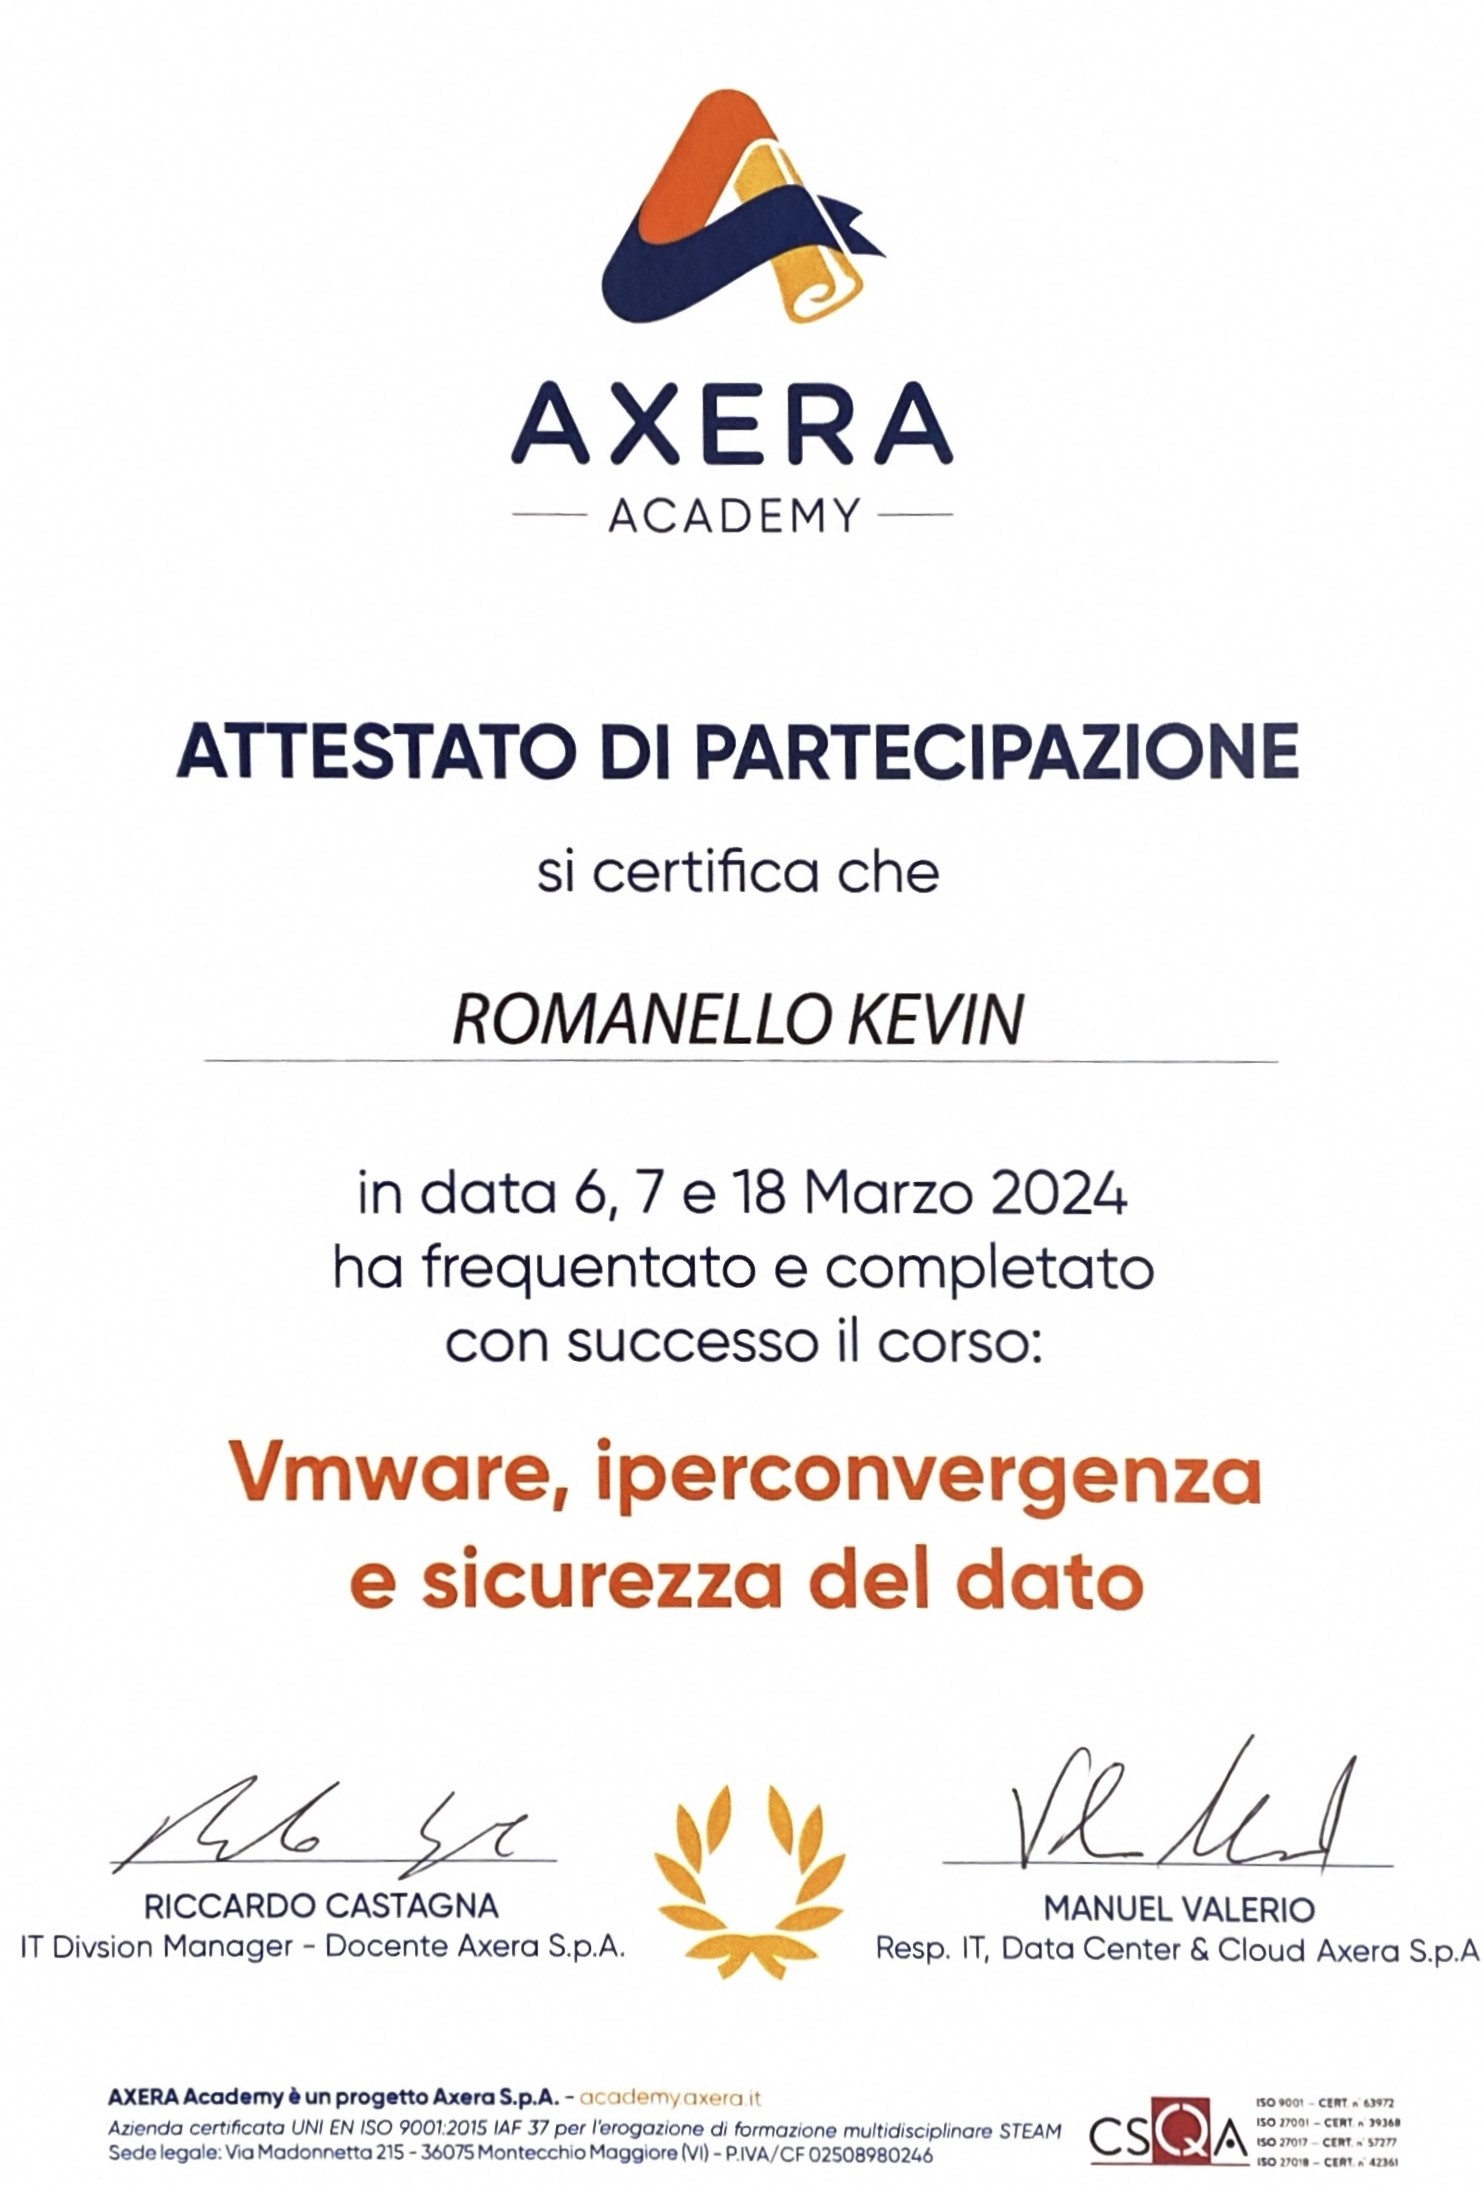 AXERA
ACADEMY
ATTESTATO DI PARTECIPAZIONE
si certifica che
ROMANELLO KEVIN
in data 6, 7 e 18 Marzo 2024
ha frequentato e completato
con successo il corso:
Vmware, iperconvergenza
e sicurezza del dato
RICCARDO CASTAGNA
IT Divsion Manager - Docente Axera S.p.A.
MANUEL VALERIO
Resp. IT, Data Center & Cloud Axera S.p.A
AXERA Academy è un progetto Axera S.p.A. - academy.axera.it
Azienda certificata UNI EN ISO 9001:2015 IAF 37 per l'erogazione di formazione multidisciplinare STEAM
Sede legale: Via Madonnetta 215 - 36075 Montecchio Maggiore (VI) - P.IVA/CF 02508980246
CSQA
ISO 9001 - CERT. n° 63972
ISO 27001 - CERT. n° 39368
ISO 27017 - CERT. n° 57277
ISO 27018 - CERT. n° 42361